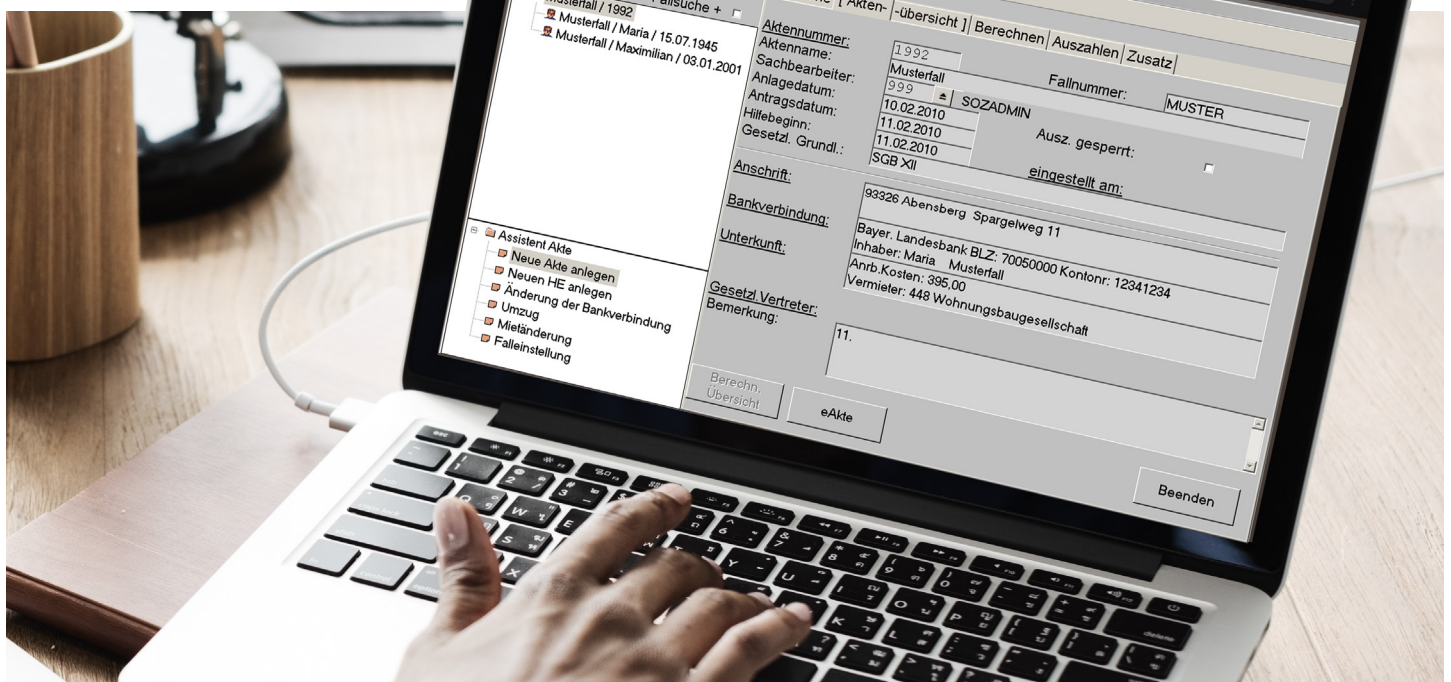 Musterfall / 1992
Fallsuche +
Musterfall / Maria / 15.07.1945
Musterfall / Maximilian / 03.01.2001
[ Akten-
-übersicht ]
Berechnen
Auszahlen
Zusatz
Aktennummer:
1992
Fallnummer:
MUSTER
Aktenname:
Musterfall
Sachbearbeiter:
999
SOZADMIN
Anlagedatum:
10.02.2010
Ausz. gesperrt:
Antragsdatum:
11.02.2010
Hilfebeginn:
11.02.2010
eingestellt am:
Gesetzl. Grundl.:
SGB XII
Anschrift:
93326 Abensberg Spargelweg 11
Bankverbindung:
Bayer. Landesbank BLZ: 70050000 Kontonr: 12341234
Inhaber: Maria Musterfall
Unterkunft:
Anrb.Kosten: 395,00
Vermieter: 448 Wohnungsbaugesellschaft
Gesetzl.Vertreter:
Bemerkung:
11.
Assistent Akte
Neue Akte anlegen
Neuen HE anlegen
Änderung der Bankverbindung
Umzug
Mietänderung
Falleinstellung
Berechn.
Übersicht
eAkte
Beenden
esc
delete